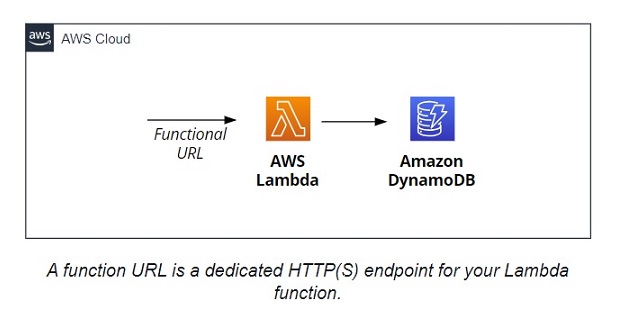 aws
AWS Cloud
Functional
URL
AWS
Lambda
Amazon
DynamoDB
A function URL is a dedicated HTTP(S) endpoint for your Lambda
function.